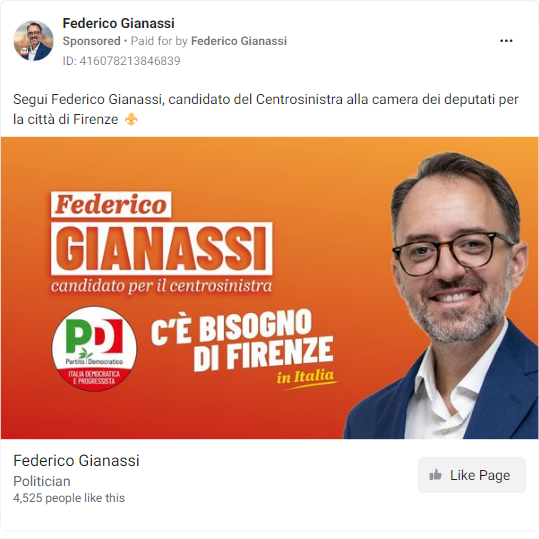 Federico Gianassi
Sponsored • Paid for by Federico Gianassi
ID: 416078213846839
Segui Federico Gianassi, candidato del Centrosinistra alla camera dei deputati per
la città di Firenze ⚜️
Federico
GIANASSI
candidato per il centrosinistra
PD
Partito Democratico
ITALIA DEMOCRATICA
E PROGRESSISTA
C'È BISOGNO
DI FIRENZE
in Italia
Federico Gianassi
Politician
4,525 people like this
Like Page